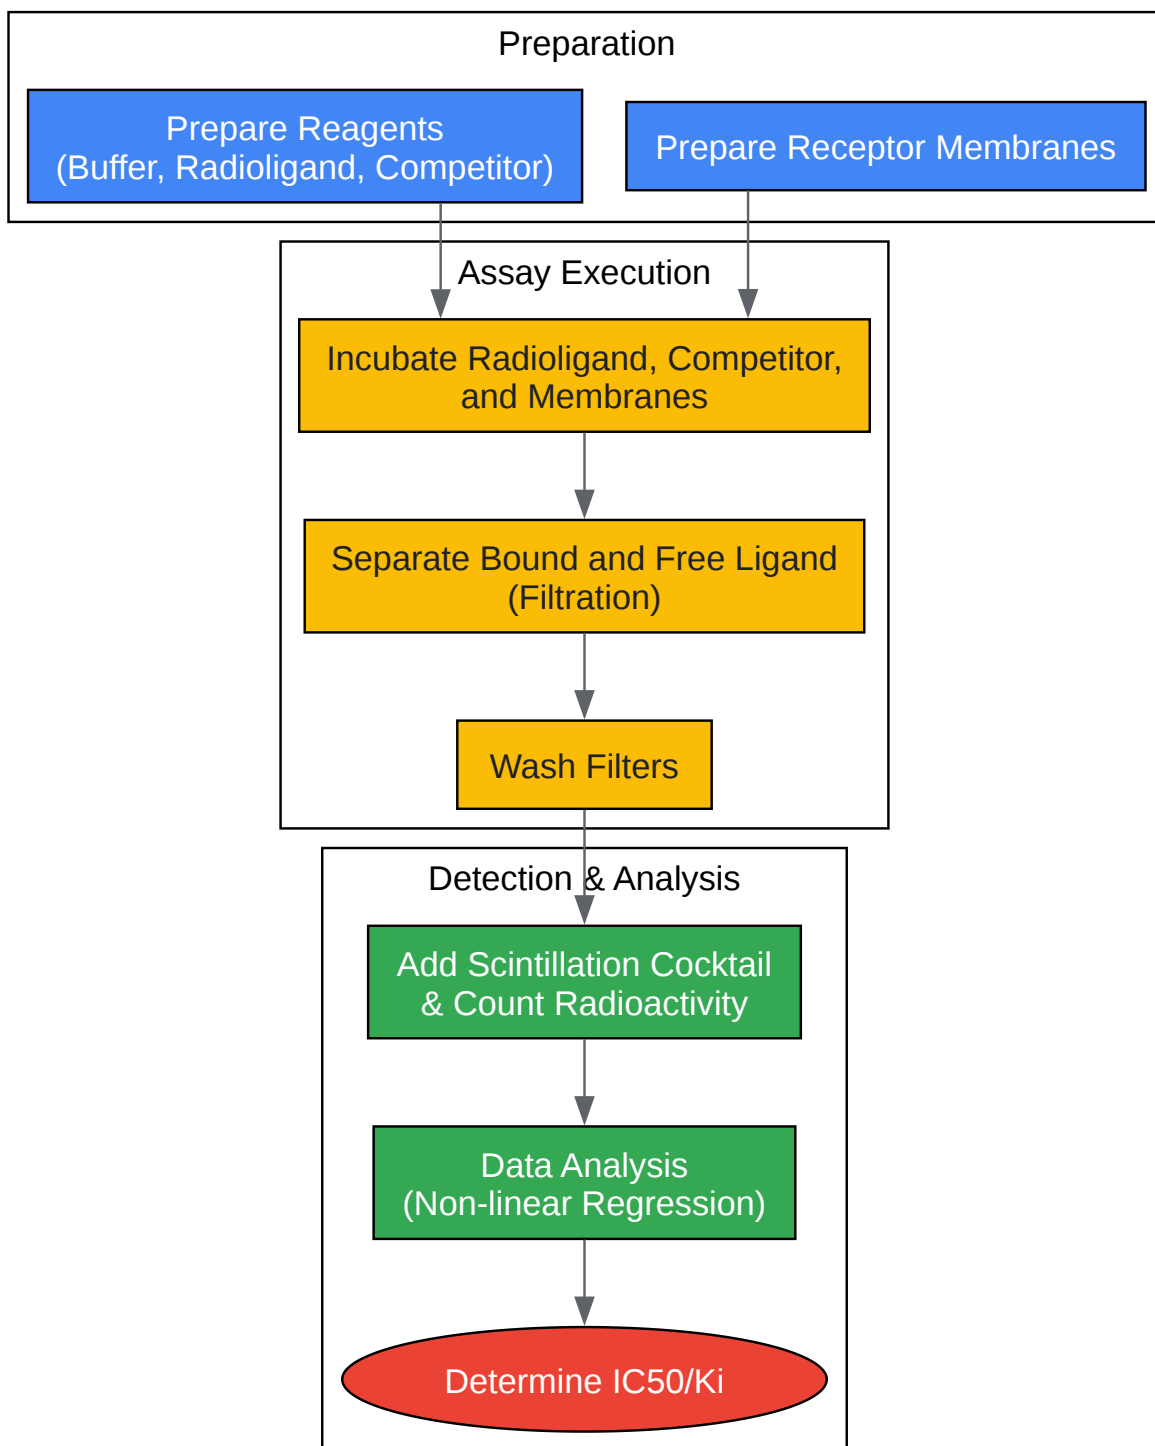 Preparation
Prepare Reagents
(Buffer, Radioligand, Competitor)
Prepare Receptor Membranes
Assay Execution
Incubate Radioligand, Competitor,
and Membranes
Separate Bound and Free Ligand
(Filtration)
Wash Filters
Detection & Analysis
Add Scintillation Cocktail
& Count Radioactivity
Data Analysis
(Non-linear Regression)
Determine IC50/Ki